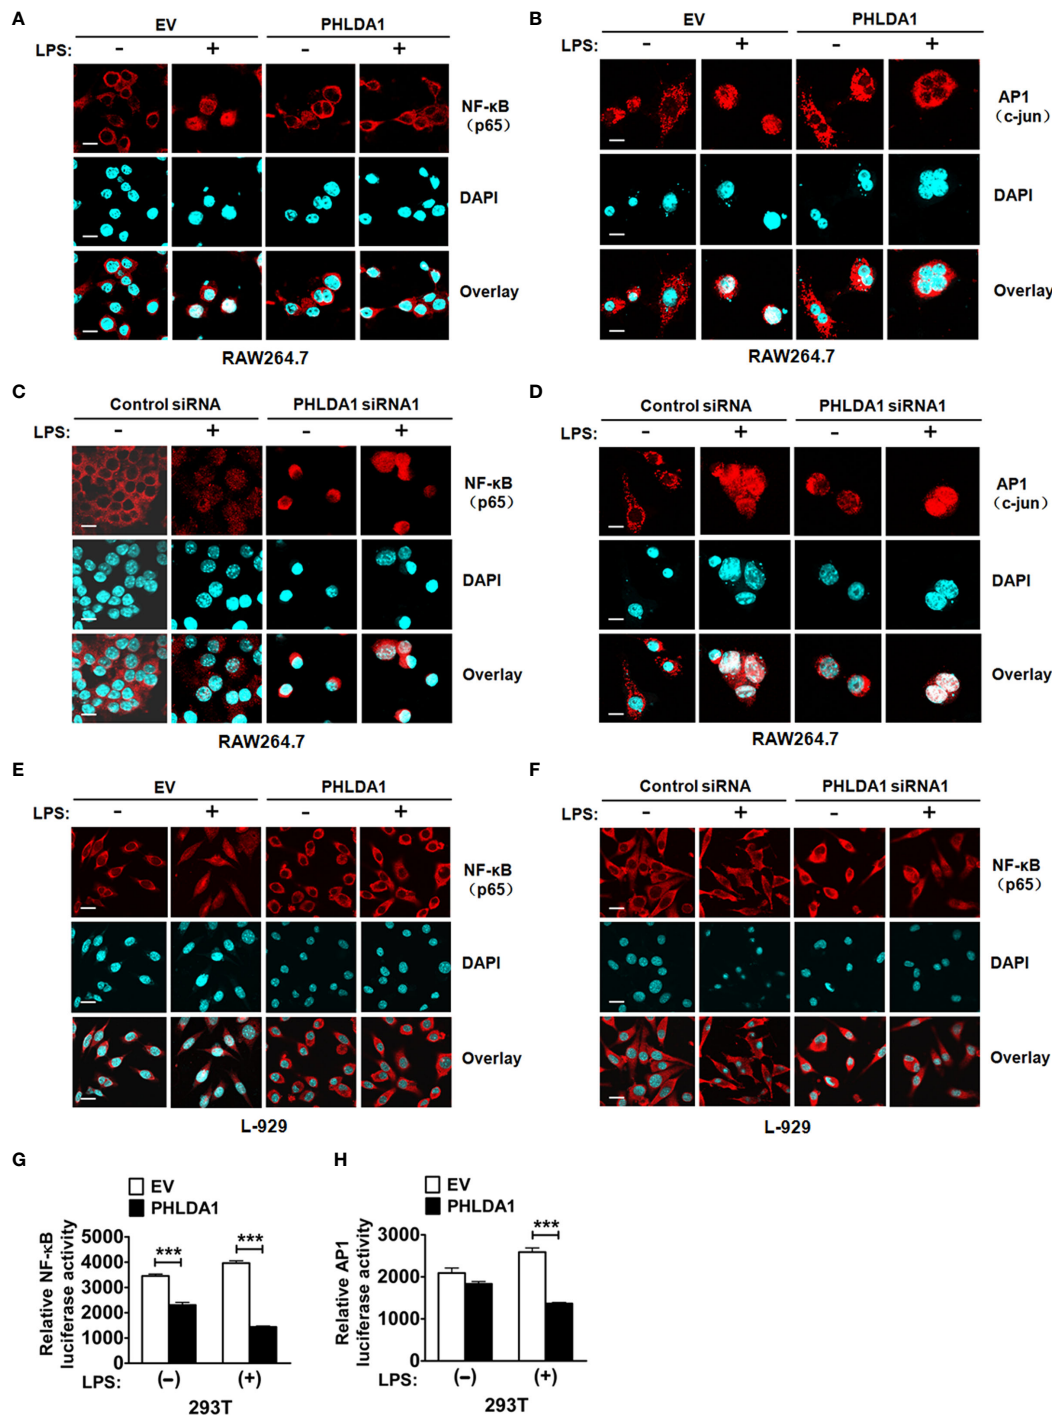 A
EV PHLDA1
LPS: - + - +
NF-κB
(p65)
DAPI
Overlay
RAW264.7
B
EV PHLDA1
LPS: - + - +
AP1
(c-jun)
DAPI
Overlay
RAW264.7
C
Control siRNA PHLDA1 siRNA1
LPS: - + - +
NF-κB
(p65)
DAPI
Overlay
RAW264.7
D
Control siRNA PHLDA1 siRNA1
LPS: - + - +
AP1
(c-jun)
DAPI
Overlay
RAW264.7
E
EV PHLDA1
LPS: - + - +
NF-κB
(p65)
DAPI
Overlay
L-929
F
Control siRNA PHLDA1 siRNA1
LPS: - + - +
NF-κB
(p65)
DAPI
Overlay
L-929
G
EV
PHLDA1
Relative NF-κB
luciferase activity
5000
4000
3000
2000
1000
0
*** ***
LPS: (-) (+)
293T
H
EV
PHLDA1
Relative AP1
luciferase activity
3000
2000
1000
0
***
LPS: (-) (+)
293T